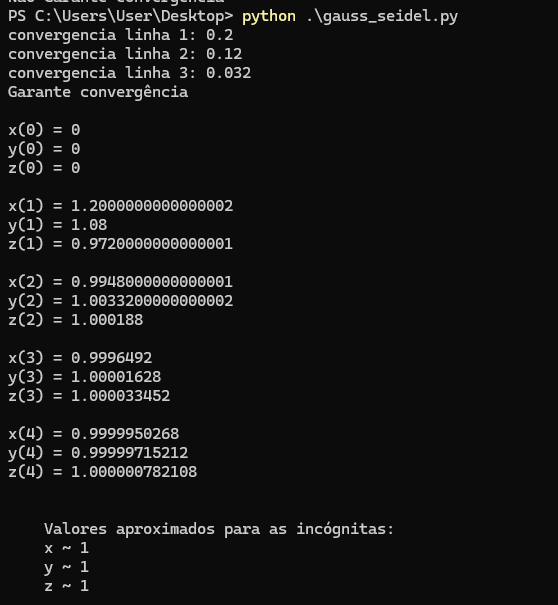 PS C:\Users\User\Desktop> python .\gauss_seidel.py
convergencia linha 1: 0.2
convergencia linha 2: 0.12
convergencia linha 3: 0.032
Garante convergência
x(0) = 0
y(0) = 0
z(0) = 0
x(1) = 1.2000000000000002
y(1) = 1.08
z(1) = 0.9720000000000001
x(2) = 0.9948000000000001
y(2) = 1.0033200000000002
z(2) = 1.000188
x(3) = 0.9996492
y(3) = 1.00001628
z(3) = 1.000033452
x(4) = 0.9999950268
y(4) = 0.99999715212
z(4) = 1.000000782108
Valores aproximados para as incógnitas:
x ~ 1
y ~ 1
z ~ 1